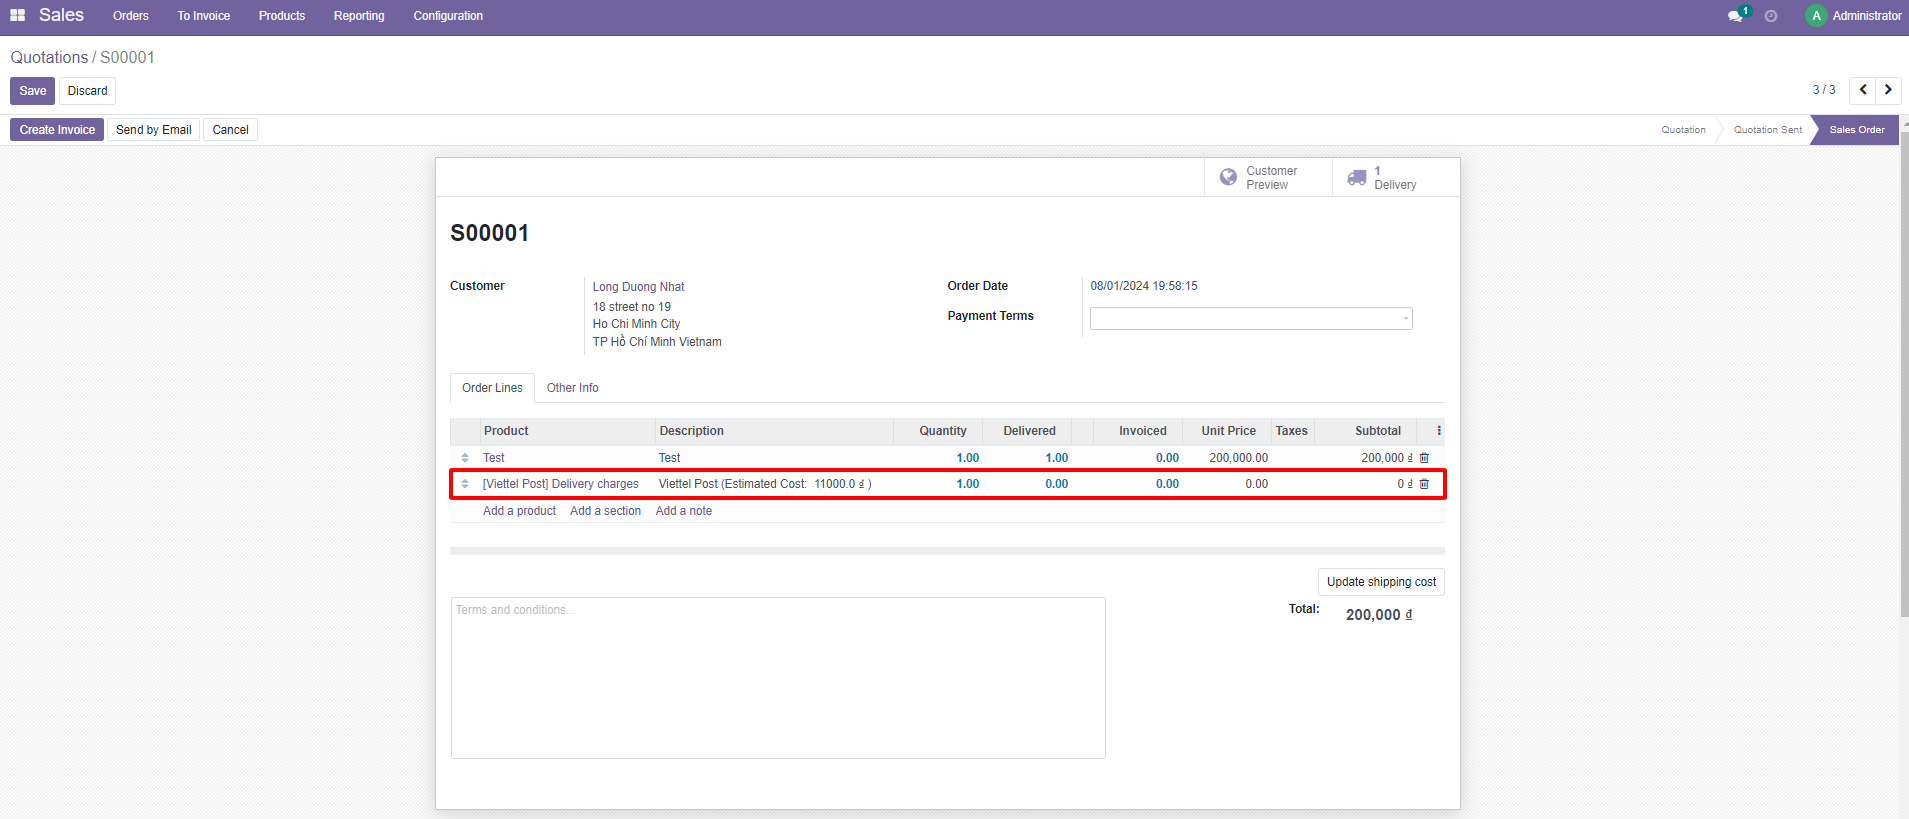 Sales Orders To Invoice Products Reporting Configuration 1 A Administrator
Quotations / S00001
Save Discard 3 / 3
Create Invoice Send by Email Cancel Quotation Quotation Sent Sales Order
Customer Preview 1 Delivery
S00001
Customer Long Duong Nhat Order Date 08/01/2024 19:58:15
18 street no 19 Payment Terms
Ho Chi Minh City
TP Hồ Chí Minh Vietnam
Order Lines Other Info
Product Description Quantity Delivered Invoiced Unit Price Taxes Subtotal
Test Test 1.00 1.00 0.00 200,000.00 200,000 ₫
[Viettel Post] Delivery charges Viettel Post (Estimated Cost: 11000.0 ₫ ) 1.00 0.00 0.00 0.00 0 ₫
Add a product Add a section Add a note
Update shipping cost
Terms and conditions... Total: 200,000 ₫